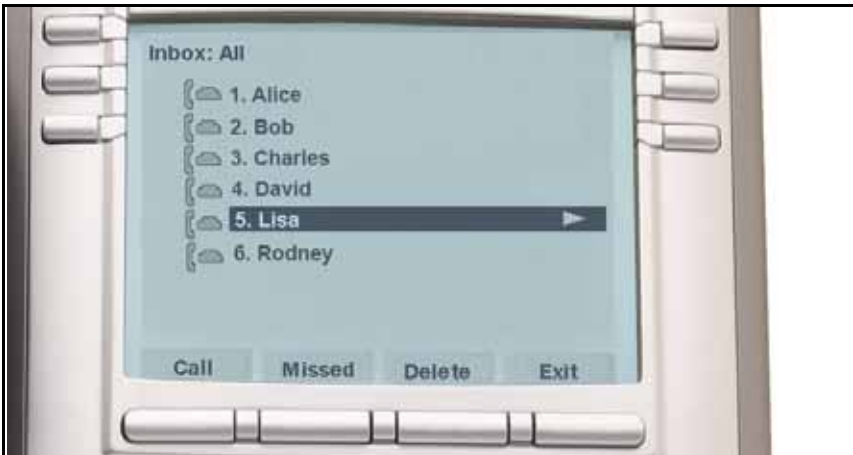 Inbox: All
1. Alice
2. Bob
3. Charles
4. David
5. Lisa
6. Rodney
Call Missed Delete Exit